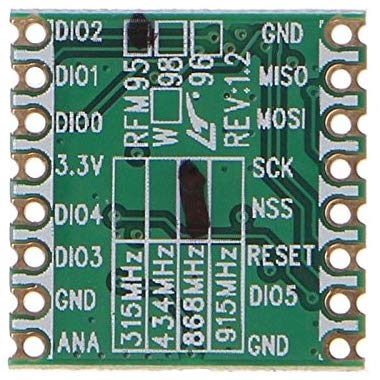 DIO2
DIO1
DIO0
3.3V
DIO4
DIO3
GND
ANA
RFM95
98
96
W
REV:1.2
315MHz
434MHz
868MHz
915MHz
GND
MISO
MOSI
SCK
NSS
RESET
DIO5
GND